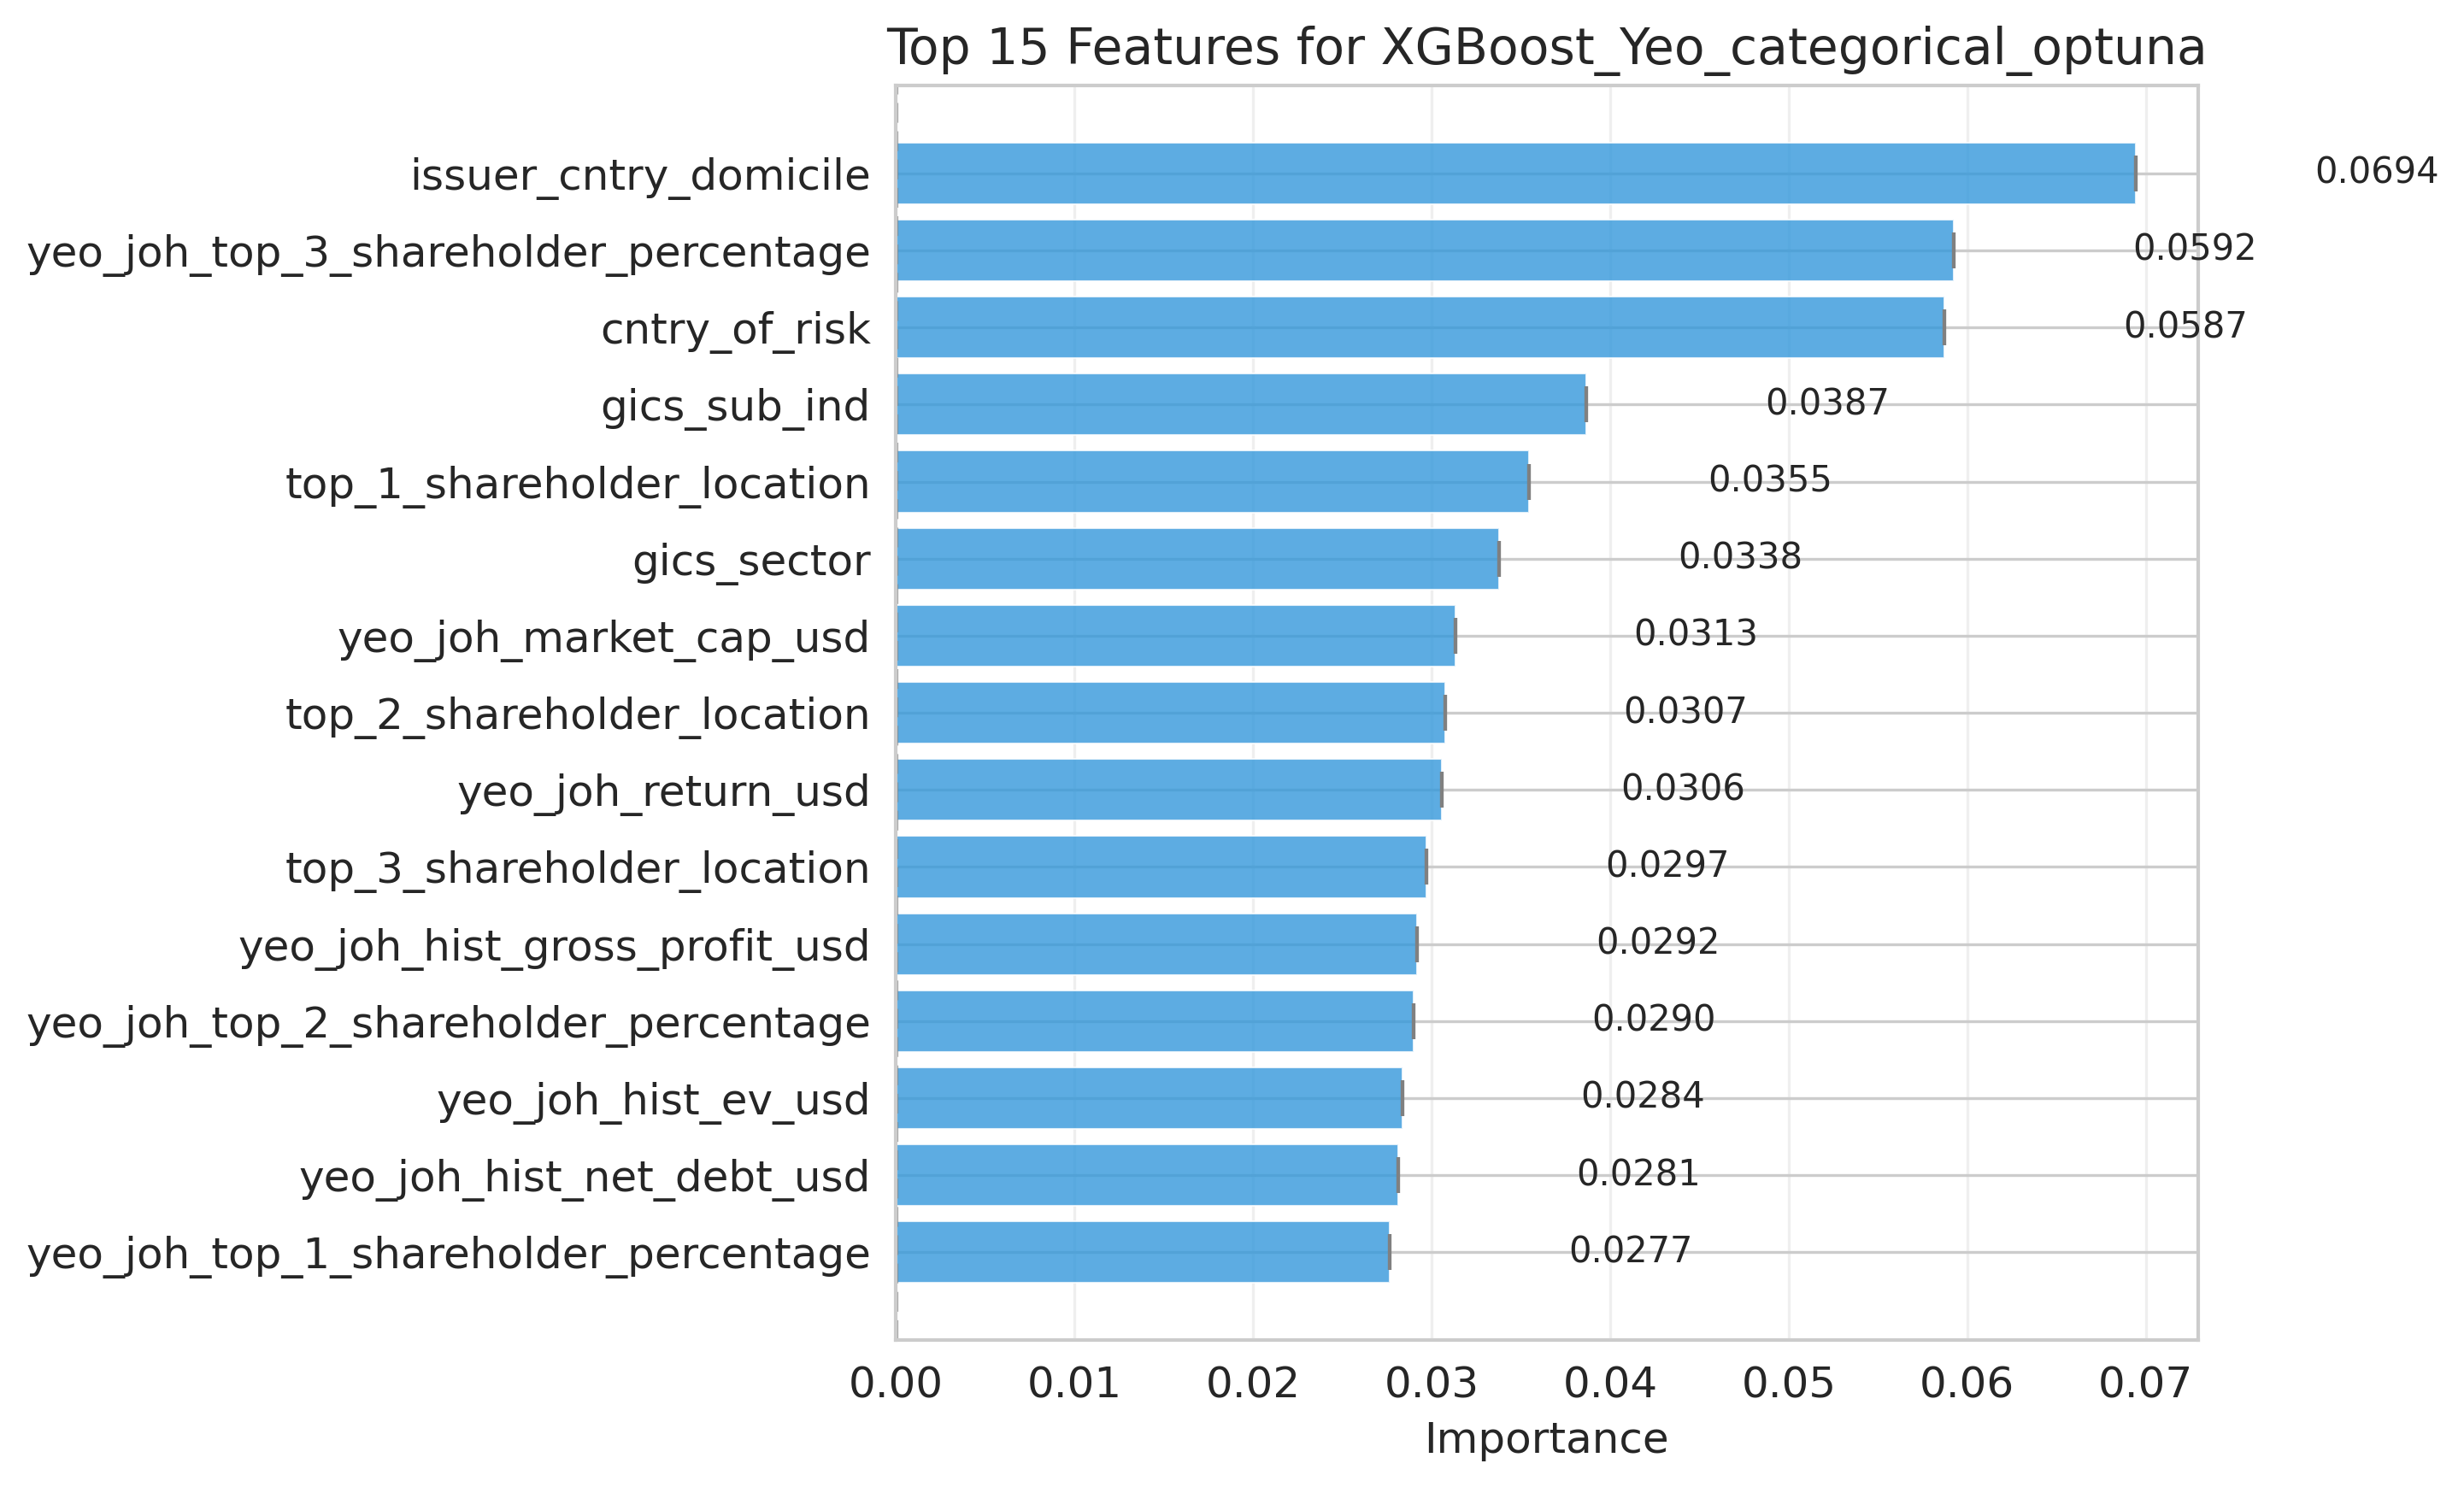 Top 15 Features for XGBoost_Yeo_categorical_optuna
issuer_cntry_domicile 0.0694
yeo_joh_top_3_shareholder_percentage 0.0592
cntry_of_risk 0.0587
gics_sub_ind 0.0387
top_1_shareholder_location 0.0355
gics_sector 0.0338
yeo_joh_market_cap_usd 0.0313
top_2_shareholder_location 0.0307
yeo_joh_return_usd 0.0306
top_3_shareholder_location 0.0297
yeo_joh_hist_gross_profit_usd 0.0292
yeo_joh_top_2_shareholder_percentage 0.0290
yeo_joh_hist_ev_usd 0.0284
yeo_joh_hist_net_debt_usd 0.0281
yeo_joh_top_1_shareholder_percentage 0.0277
0.00 0.01 0.02 0.03 0.04 0.05 0.06 0.07
Importance